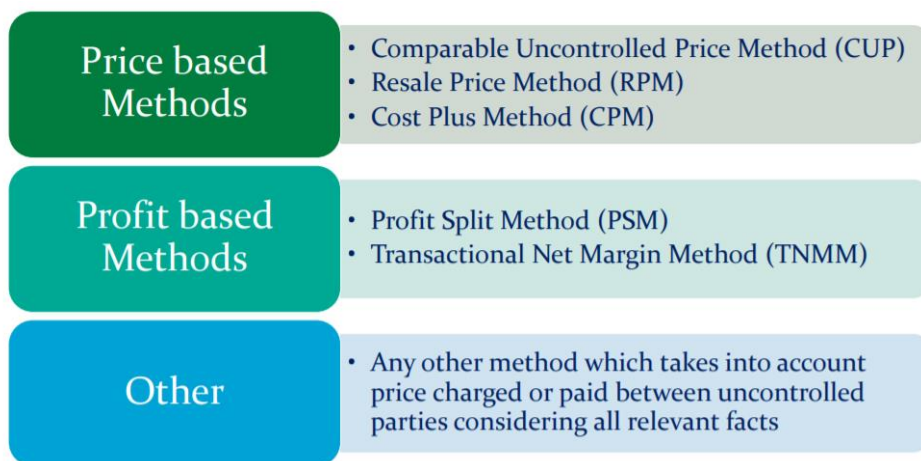 Price based
Methods
• Comparable Uncontrolled Price Method (CUP)
• Resale Price Method (RPM)
• Cost Plus Method (CPM)
Profit based
Methods
• Profit Split Method (PSM)
• Transactional Net Margin Method (TNMM)
Other
• Any other method which takes into account
price charged or paid between uncontrolled
parties considering all relevant facts